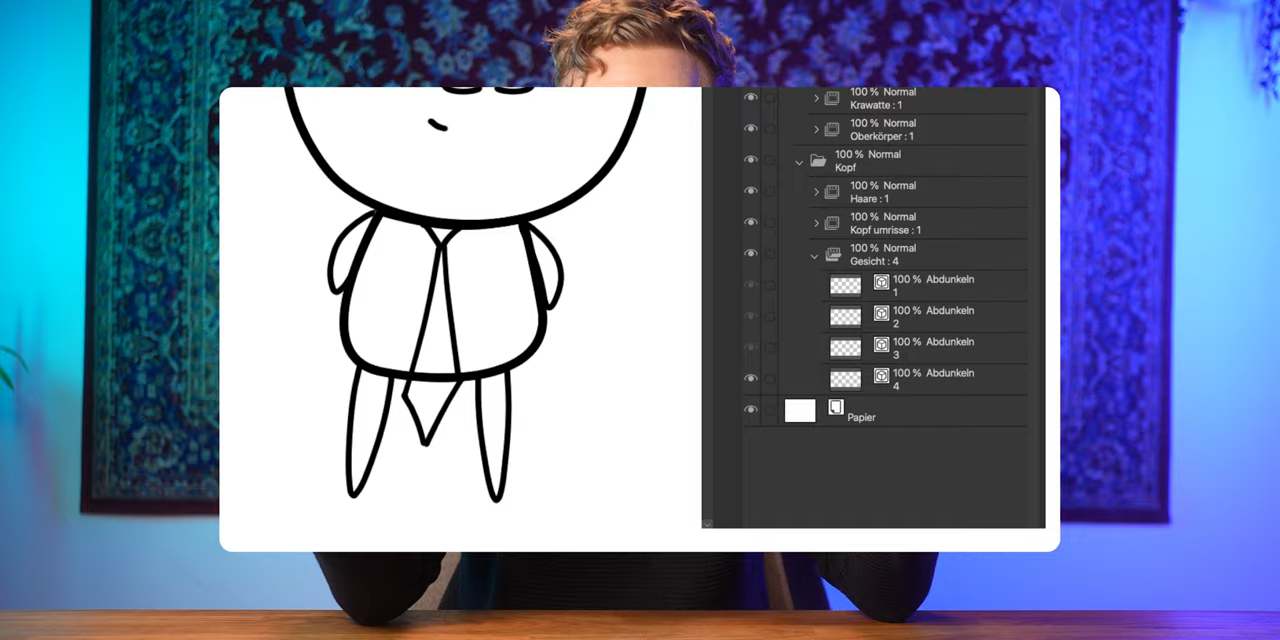 100 % Normal
Krawatte : 1
100 % Normal
Oberkörper : 1
100 % Normal
Kopf
100 % Normal
Haare : 1
100 % Normal
Kopf umrisse : 1
100 % Normal
Gesicht : 4
100 % Abdunkeln
1
100 % Abdunkeln
2
100 % Abdunkeln
3
100 % Abdunkeln
4
Papier